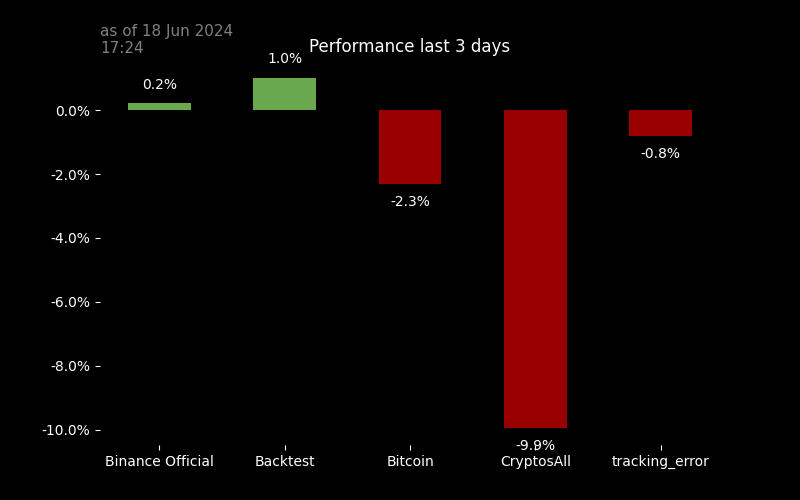 as of 18 Jun 2024
17:24
Performance last 3 days
0.2%
1.0%
-2.3%
-9.9%
-0.8%
0.0%
-2.0%
-4.0%
-6.0%
-8.0%
-10.0%
Binance Official
Backtest
Bitcoin
CryptosAll
tracking_error